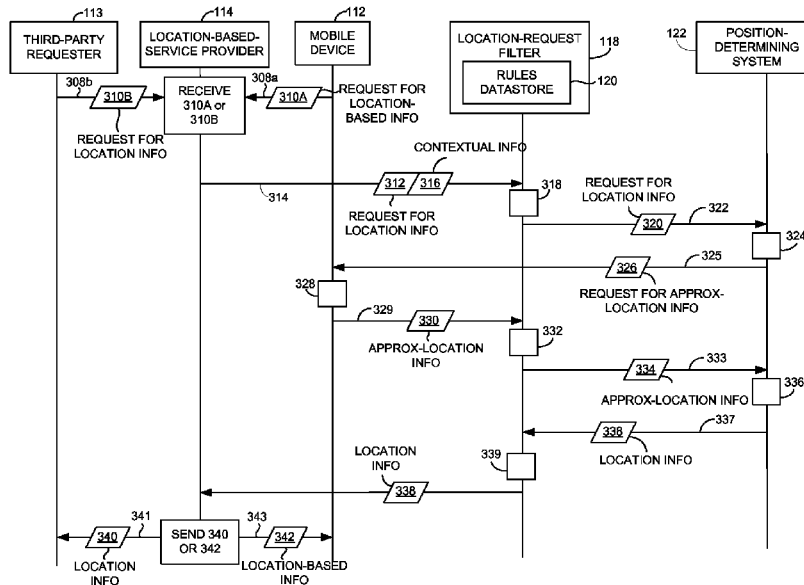 113
THIRD-PARTY
REQUESTER
114
LOCATION-BASED-
SERVICE PROVIDER
112
MOBILE
DEVICE
LOCATION-REQUEST
FILTER
118
RULES
DATASTORE
120
122
POSITION-
DETERMINING
SYSTEM
308b
310B
REQUEST FOR
LOCATION INFO
RECEIVE
310A or
310B
308a
310A
REQUEST FOR
LOCATION-
BASED INFO
CONTEXTUAL INFO
312
316
314
REQUEST FOR
LOCATION INFO
318
REQUEST FOR
LOCATION INFO
320
322
324
325
326
REQUEST FOR APPROX-
LOCATION INFO
328
329
330
APPROX-LOCATION
INFO
332
333
334
APPROX-LOCATION INFO
336
337
338
LOCATION INFO
339
LOCATION
INFO
338
341
340
LOCATION
INFO
SEND 340
OR 342
343
342
LOCATION-BASED
INFO